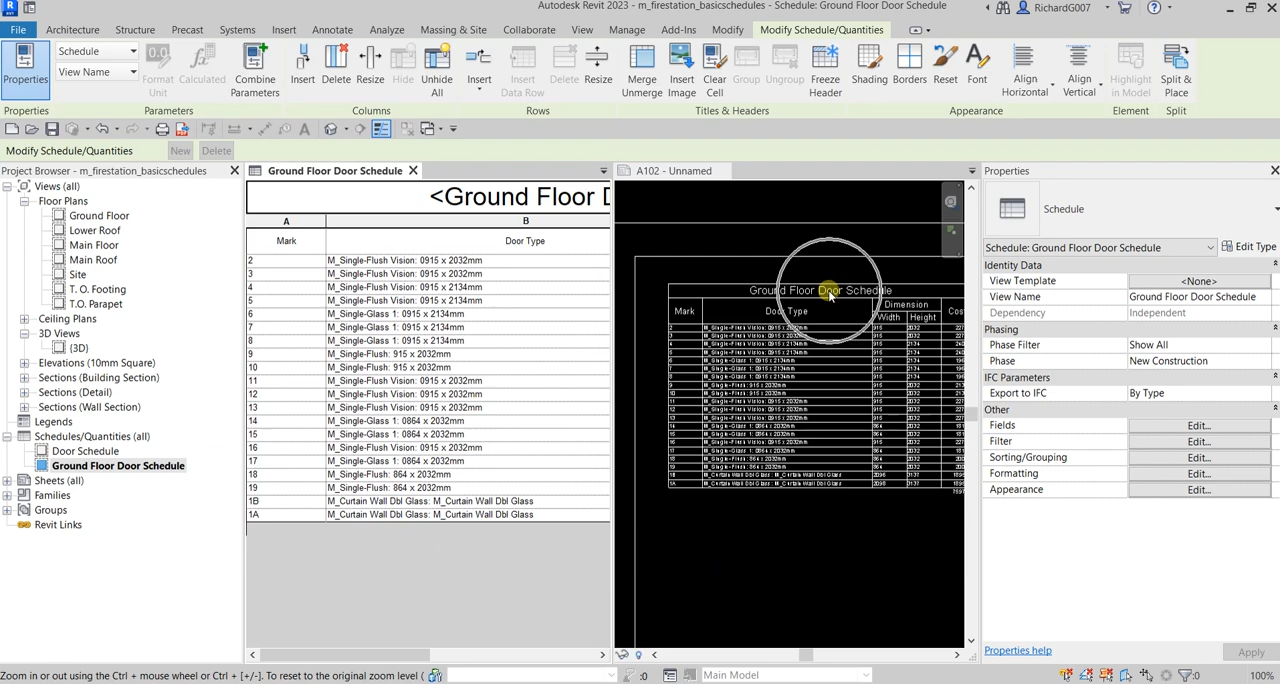 Autodesk Revit 2023 - m_firestation_basicschedules - Schedule: Ground Floor Door Schedule
RichardG007
File Architecture Structure Precast Systems Insert Annotate Analyze Massing & Site Collaborate View Manage Add-Ins Modify Modify Schedule/Quantities
Properties
Schedule
View Name
Format Unit
Calculated
Combine Parameters
Insert
Delete
Resize
Hide
Unhide All
Insert
Insert Data Row
Delete
Resize
Merge Unmerge
Insert Image
Clear Cell
Group
Ungroup
Freeze Header
Shading
Borders
Reset
Font
Align Horizontal
Align Vertical
Highlight in Model
Split & Place
Properties Parameters Columns Rows Titles & Headers Appearance Element Split
Modify Schedule/Quantities New Delete
Project Browser - m_firestation_basicschedules
Views (all)
Floor Plans
Ground Floor
Lower Roof
Main Floor
Main Roof
Site
T. O. Footing
T.O. Parapet
Ceiling Plans
3D Views
{3D}
Elevations (10mm Square)
Sections (Building Section)
Sections (Detail)
Sections (Wall Section)
Legends
Schedules/Quantities (all)
Door Schedule
Ground Floor Door Schedule
Sheets (all)
Families
Groups
Revit Links
Ground Floor Door Schedule
<Ground Floor D
A B
Mark Door Type
2 M_Single-Flush Vision: 0915 x 2032mm
3 M_Single-Flush Vision: 0915 x 2032mm
4 M_Single-Flush Vision: 0915 x 2134mm
5 M_Single-Flush Vision: 0915 x 2134mm
6 M_Single-Glass 1: 0915 x 2134mm
7 M_Single-Glass 1: 0915 x 2134mm
8 M_Single-Glass 1: 0915 x 2134mm
9 M_Single-Flush: 915 x 2032mm
10 M_Single-Flush: 915 x 2032mm
11 M_Single-Flush Vision: 0915 x 2032mm
12 M_Single-Flush Vision: 0915 x 2032mm
13 M_Single-Flush Vision: 0915 x 2032mm
14 M_Single-Glass 1: 0864 x 2032mm
15 M_Single-Glass 1: 0864 x 2032mm
16 M_Single-Flush Vision: 0915 x 2032mm
17 M_Single-Glass 1: 0864 x 2032mm
18 M_Single-Flush: 864 x 2032mm
19 M_Single-Flush: 864 x 2032mm
1B M_Curtain Wall Dbl Glass: M_Curtain Wall Dbl Glass
1A M_Curtain Wall Dbl Glass: M_Curtain Wall Dbl Glass
A102 - Unnamed
Ground Floor Door Schedule
Mark Door Type Dimension Cos
Width Height
Properties
Schedule
Schedule: Ground Floor Door Schedule Edit Type
Identity Data
View Template <None>
View Name Ground Floor Door Schedule
Dependency Independent
Phasing
Phase Filter Show All
Phase New Construction
IFC Parameters
Export to IFC By Type
Other
Fields Edit...
Filter Edit...
Sorting/Grouping Edit...
Formatting Edit...
Appearance Edit...
Properties help Apply
Zoom in or out using the Ctrl + mouse wheel or Ctrl + [+/-]. To reset to the original zoom level (
:0
Main Model
:0
100%